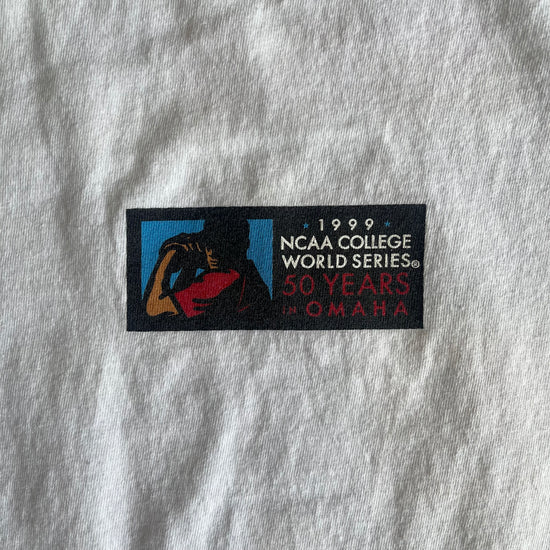 ★ 1999 ★
NCAA COLLEGE
WORLD SERIES®
50 YEARS
IN OMAHA